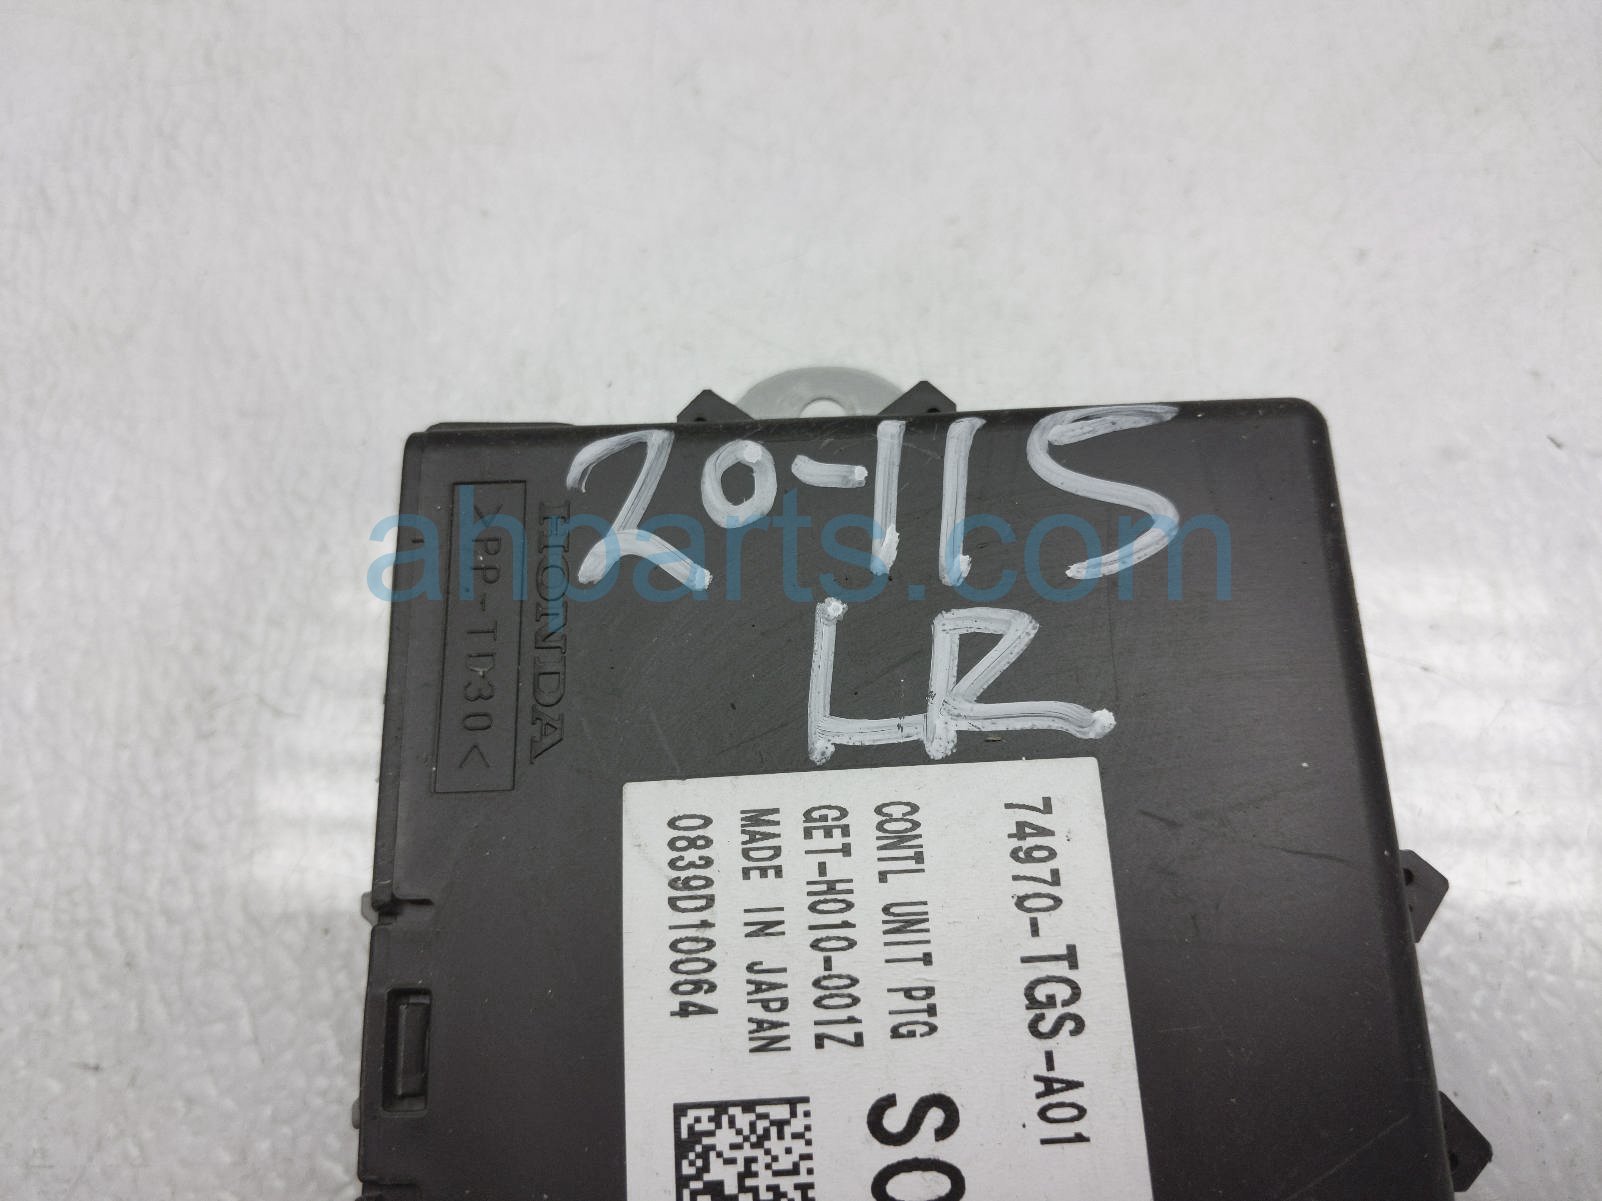 20-115
LR
HONDA
>PP-TD30<
74970-TGS-A01
CONTL UNIT PTG
GET-H010-001Z
MADE IN JAPAN
0839D10064
ahparts.com